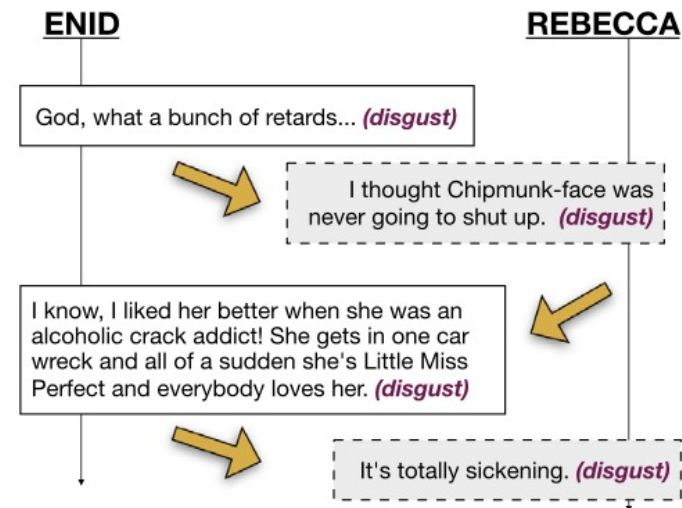 ENID
REBECCA
God, what a bunch of retards... (disgust)
I thought Chipmunk-face was
never going to shut up. (disgust)
I know, I liked her better when she was an
alcoholic crack addict! She gets in one car
wreck and all of a sudden she's Little Miss
Perfect and everybody loves her. (disgust)
It's totally sickening. (disgust)